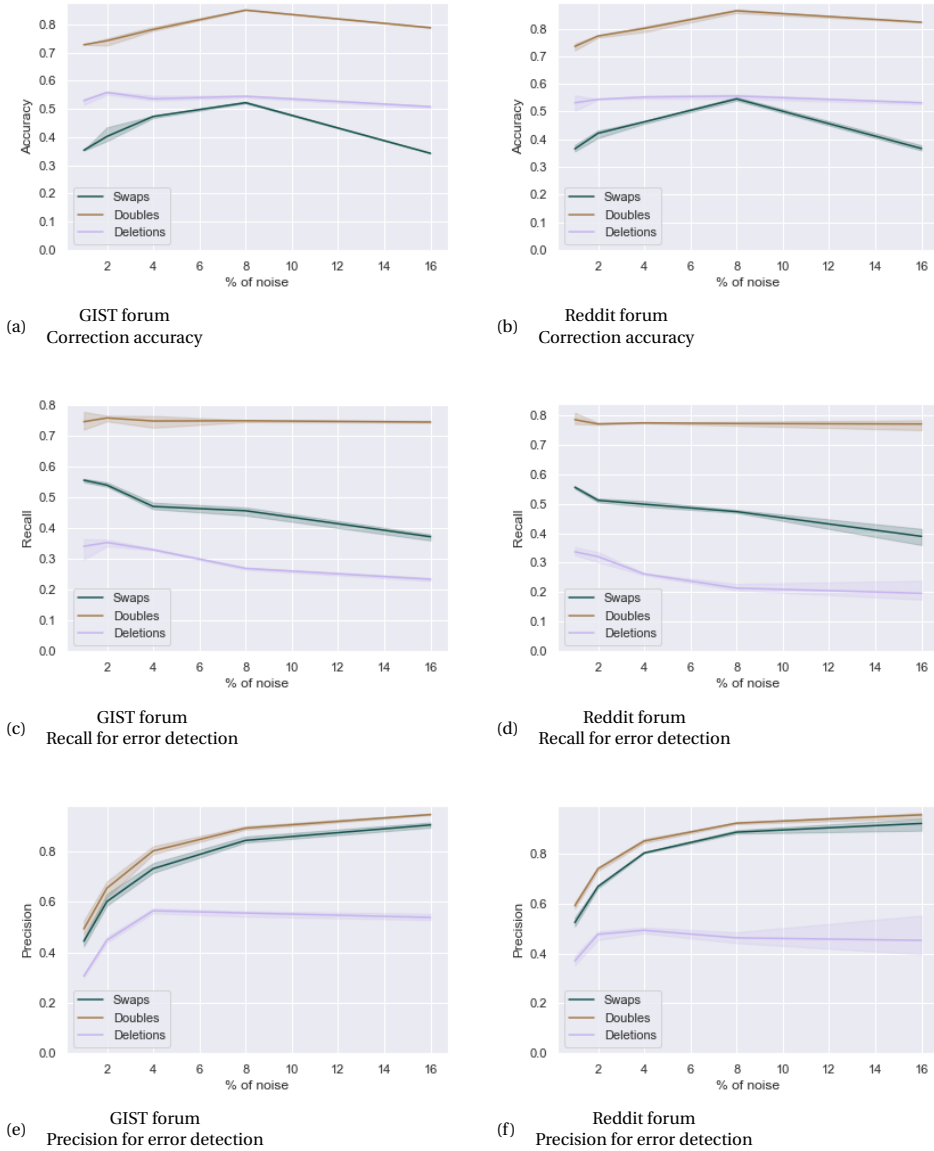 0.8
0.7
0.6
0.5
0.4
0.3
0.2
0.1
0.0
Accuracy
Swaps
Doubles
Deletions
2 4 6 8 10 12 14 16
% of noise
(a) GIST forum
Correction accuracy
0.8
0.7
0.6
0.5
0.4
0.3
0.2
0.1
0.0
Accuracy
Swaps
Doubles
Deletions
2 4 6 8 10 12 14 16
% of noise
(b) Reddit forum
Correction accuracy
0.8
0.7
0.6
0.5
0.4
0.3
0.2
0.1
0.0
Recall
Swaps
Doubles
Deletions
2 4 6 8 10 12 14 16
% of noise
(c) GIST forum
Recall for error detection
0.8
0.7
0.6
0.5
0.4
0.3
0.2
0.1
0.0
Recall
Swaps
Doubles
Deletions
2 4 6 8 10 12 14 16
% of noise
(d) Reddit forum
Recall for error detection
0.8
0.6
0.4
0.2
0.0
Precision
Swaps
Doubles
Deletions
2 4 6 8 10 12 14 16
% of noise
(e) GIST forum
Precision for error detection
0.8
0.6
0.4
0.2
0.0
Precision
Swaps
Doubles
Deletions
2 4 6 8 10 12 14 16
% of noise
(f) Reddit forum
Precision for error detection